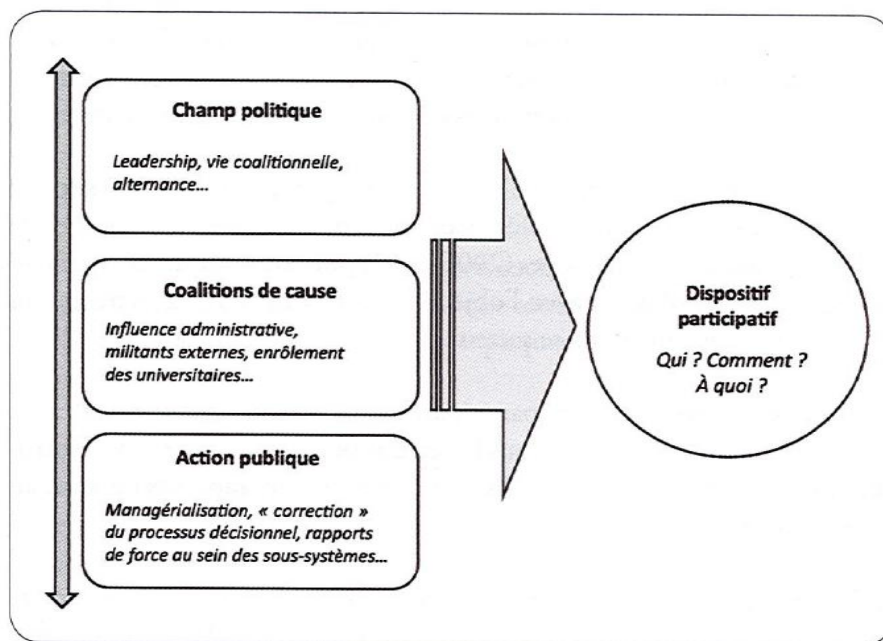 Champ politique
Leadership, vie coalitionnelle,
alternance...
Coalitions de cause
Influence administrative,
militants externes, enrôlement
des universitaires...
Action publique
Managérialisation, « correction »
du processus décisionnel, rapports
de force au sein des sous-systèmes...
Dispositif
participatif
Qui ? Comment ?
À quoi ?